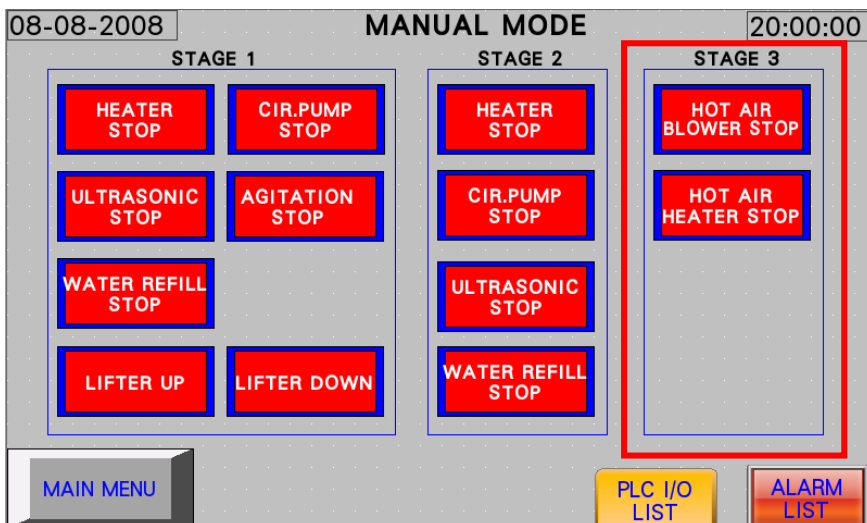 08-08-2008
MANUAL MODE
20:00:00
STAGE 1
HEATER
STOP
CIR.PUMP
STOP
ULTRASONIC
STOP
AGITATION
STOP
WATER REFILL
STOP
LIFTER UP
LIFTER DOWN
STAGE 2
HEATER
STOP
CIR.PUMP
STOP
ULTRASONIC
STOP
WATER REFILL
STOP
STAGE 3
HOT AIR
BLOWER STOP
HOT AIR
HEATER STOP
MAIN MENU
PLC I/O
LIST
ALARM
LIST